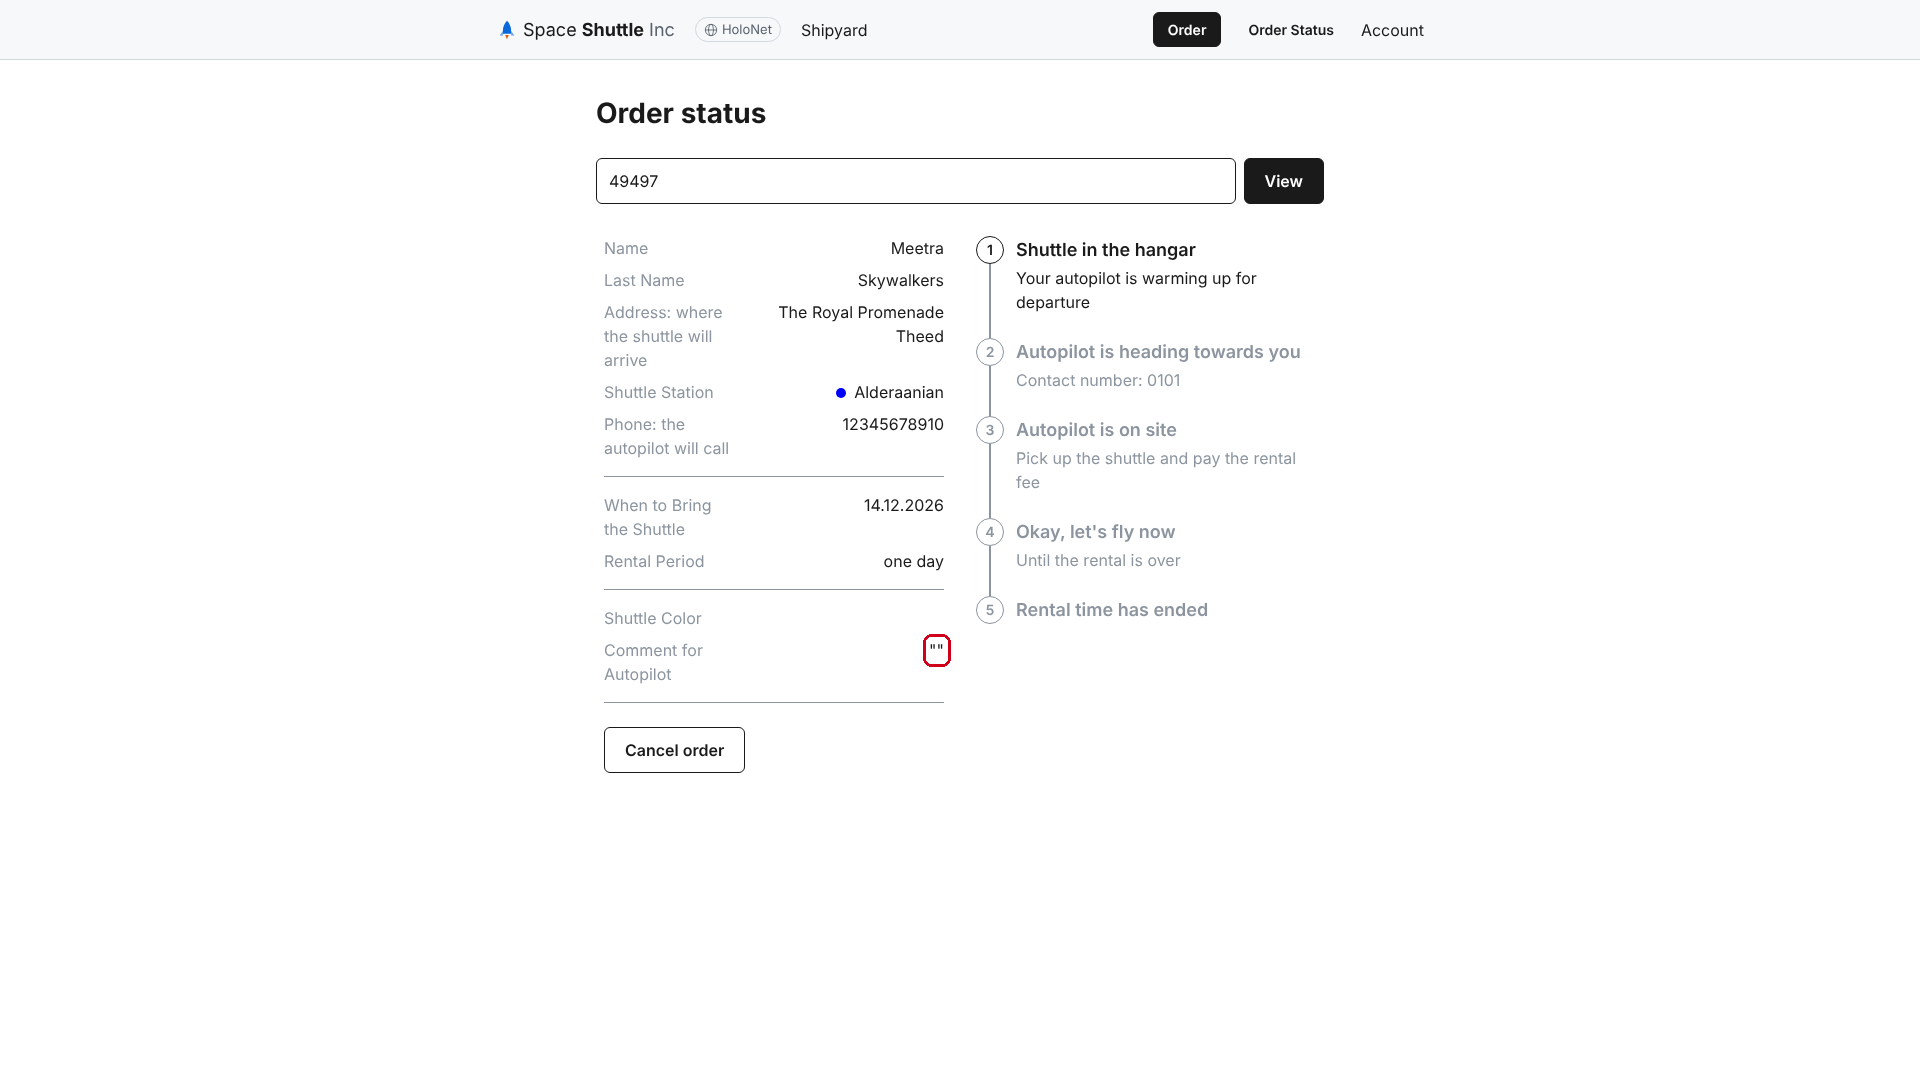 Space Shuttle Inc HoloNet Shipyard Order Order Status Account
Order status
49497 View
Name Meetra
Last Name Skywalkers
Address: where The Royal Promenade
the shuttle will Theed
arrive
Shuttle Station Alderaanian
Phone: the 12345678910
autopilot will call
When to Bring 14.12.2026
the Shuttle
Rental Period one day
Shuttle Color
Comment for ""
Autopilot
Cancel order
1 Shuttle in the hangar
Your autopilot is warming up for
departure
2 Autopilot is heading towards you
Contact number: 0101
3 Autopilot is on site
Pick up the shuttle and pay the rental
fee
4 Okay, let's fly now
Until the rental is over
5 Rental time has ended